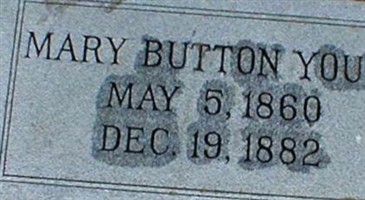 MARY BUTTON YOU
MAY 5, 1860
DEC. 19, 1882